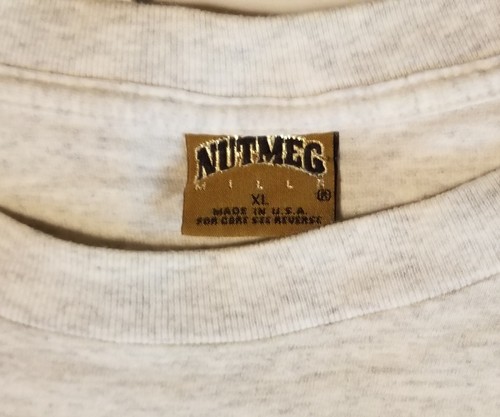 NUTMEG
MILLS
XL ®
MADE IN U.S.A.
FOR CARE SEE REVERSE